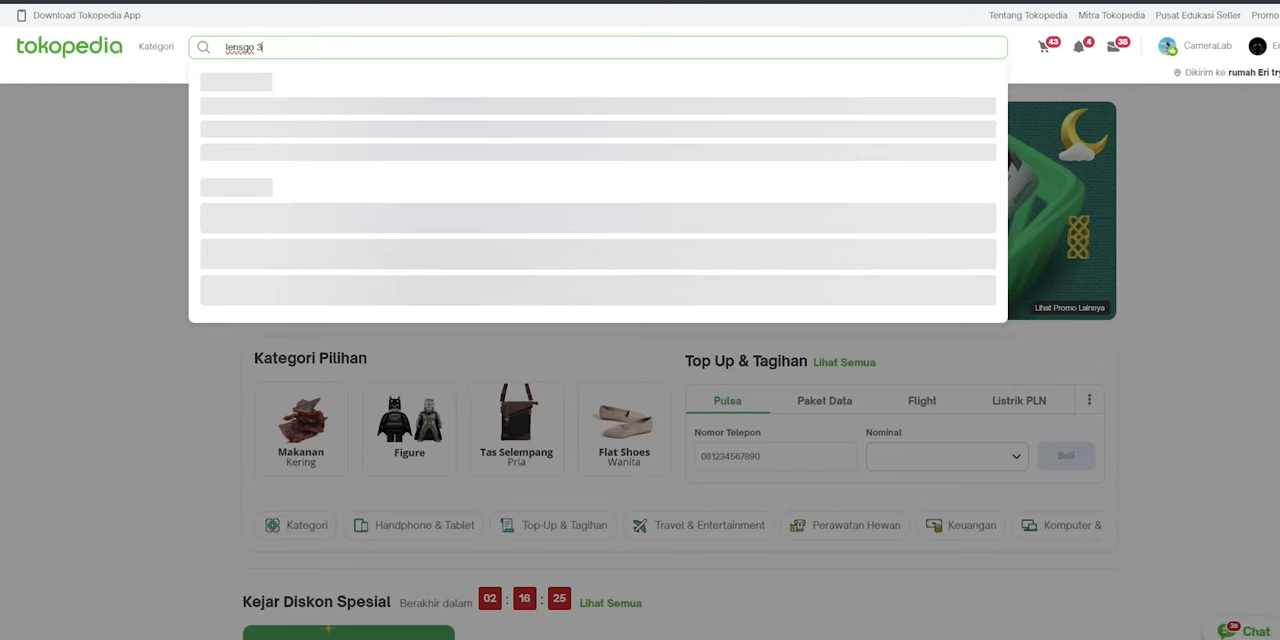 Download Tokopedia App
Tentang Tokopedia Mitra Tokopedia Pusat Edukasi Seller Promo
tokopedia Kategori lensgo 3 43 4 38 CameraLab
Dikirim ke rumah Eri
Lihat Promo Lainnya
Kategori Pilihan
Top Up & Tagihan Lihat Semua
Pulsa Paket Data Flight Listrik PLN
Nomor Telepon Nominal
081234567890 Beli
Makanan Kering
Figure
Tas Selempang Pria
Flat Shoes Wanita
Kategori Handphone & Tablet Top-Up & Tagihan Travel & Entertainment Perawatan Hewan Keuangan Komputer &
Kejar Diskon Spesial Berakhir dalam 02 : 16 : 25 Lihat Semua
38 Chat